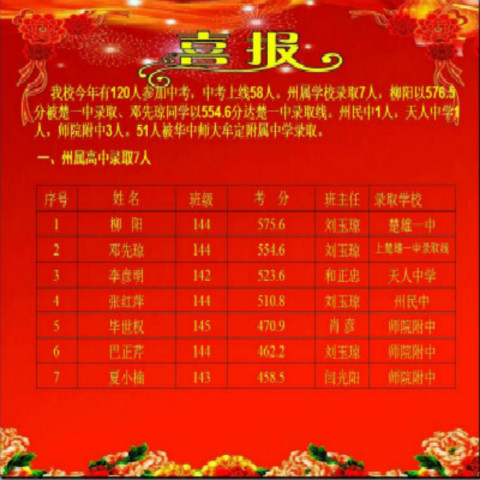 喜报
我校今年有120人参加中考，中考上线58人。州属学校录取7人，柳阳以576.5
分被楚一中录取、邓先琼同学以554.6分达楚一中录取线。州民中1人，天人中学1
人，师院附中3人。51人被华中师大牟定附属中学录取。
一、州属高中录取7人
序号 姓名 班级 考分 班主任 录取学校
1 柳阳 144 575.6 刘玉琼 楚雄一中
2 邓先琼 144 554.6 刘玉琼 上楚雄一中录取线
3 李彦明 142 523.6 和正忠 天人中学
4 张红萍 144 510.8 刘玉琼 州民中
5 毕世权 145 470.9 肖彦 师院附中
6 巴正芹 144 462.2 刘玉琼 师院附中
7 夏小楠 143 458.5 闫光阳 师院附中